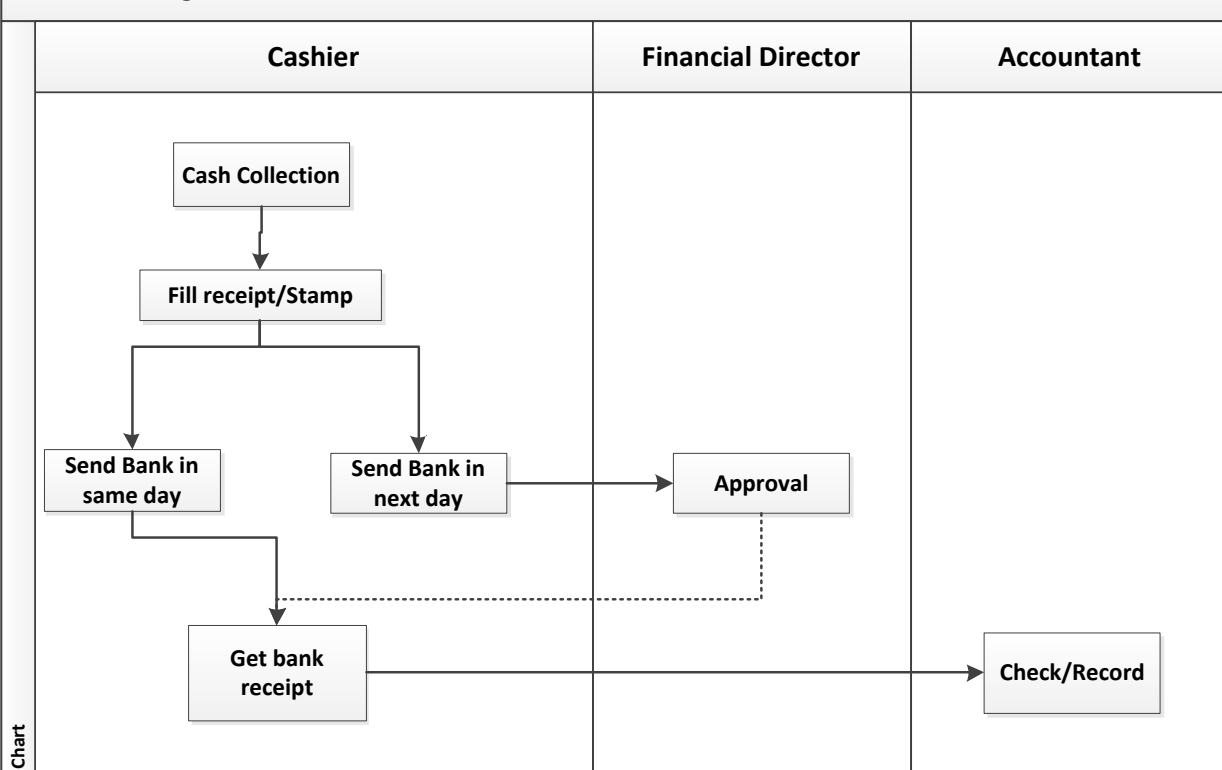 Cashier
Financial Director
Accountant
Cash Collection
Fill receipt/Stamp
Send Bank in
same day
Send Bank in
next day
Approval
Get bank
receipt
Check/Record
Chart